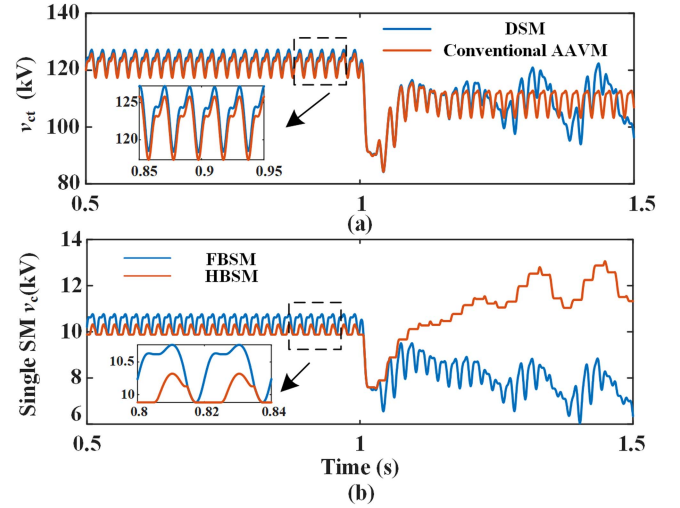 140
120
100
80
v_ct (kV)
DSM
Conventional AAVM
125
120
0.85 0.9 0.95
0.5 1 1.5
(a)
14
12
10
8
6
Single SM v_c(kV)
FBSM
HBSM
10.5
10
0.8 0.82 0.84
0.5 1 1.5
Time (s)
(b)